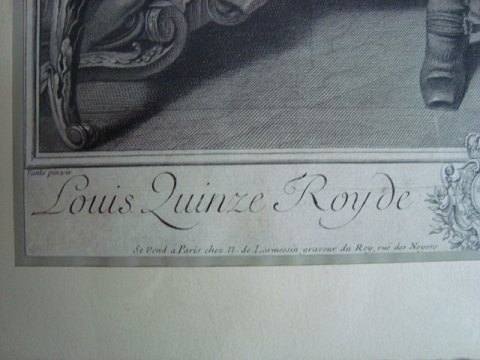 Vanlo pinxit
Louis Quinze Roy de
Se Vend a Paris chez N. de Larmessin graveur du Roy, rue des Noyers